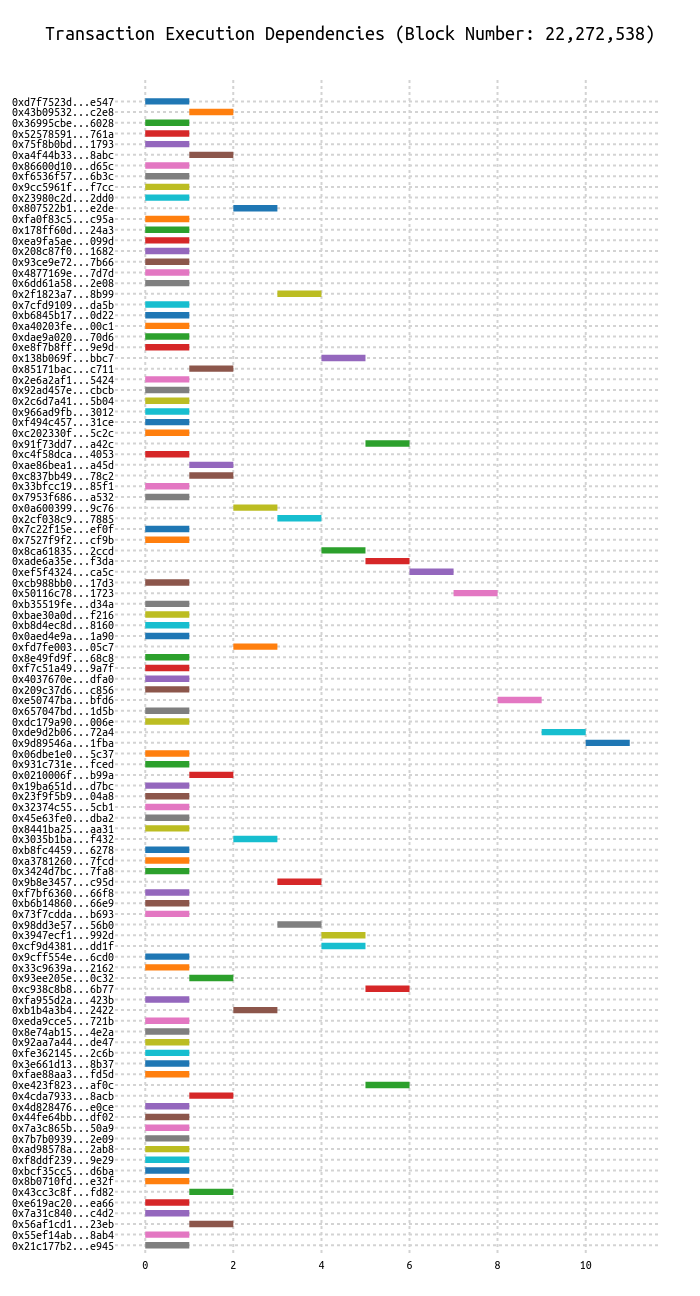 Transaction Execution Dependencies (Block Number: 22,272,538)
0xd7f7523d...e547
0x43b09532...c2e8
0x36995cbe...6028
0x52578591...761a
0x75f8b0bd...1793
0xa4f44b33...8abc
0x86600d10...d65c
0xf6536f57...6b3c
0x9cc5961f...f7cc
0x23980c2d...2dd0
0x807522b1...e2de
0xfa0f83c5...c95a
0x178ff60d...24a3
0xea9fa5ae...099d
0x208c87f0...1682
0x93ce9e72...7b66
0x4877169e...7d7d
0x6dd61a58...2e08
0x2f1823a7...8b99
0x7cfd9109...da5b
0xb6845b17...0d22
0xa40203fe...00c1
0xdae9a020...70d6
0xe8f7b8ff...9e9d
0x138b069f...bbc7
0x85171bac...c711
0x2e6a2af1...5424
0x92ad457e...cbcb
0x2c6d7a41...5b04
0x966ad9fb...3012
0xf494c457...31ce
0xc202330f...5c2c
0x91f73dd7...a42c
0xc4f58dca...4053
0xae86bea1...a45d
0xc837bb49...78c2
0x33bfcc19...85f1
0x7953f686...a532
0x0a600399...9c76
0x2cf038c9...7885
0x7c22f15e...ef0f
0x7527f9f2...cf9b
0x8ca61835...2ccd
0xade6a35e...f3da
0xef5f4324...ca5c
0xcb988bb0...17d3
0x50116c78...1723
0xb35519fe...d34a
0xbae30a0d...f216
0xb8d4ec8d...8160
0x0aed4e9a...1a90
0xfd7fe003...05c7
0x8e49fd9f...68c8
0xf7c51a49...9a7f
0x4037670e...dfa0
0x209c37d6...c856
0xe50747ba...bfd6
0x657047bd...1d5b
0xdc179a90...006e
0xde9d2b06...72a4
0x9d89546a...1fba
0x06dbe1e0...5c37
0x931c731e...fced
0x0210006f...b99a
0x19ba651d...d7bc
0x23f9f5b9...04a8
0x32374c55...5cb1
0x45e63fe0...dba2
0x8441ba25...aa31
0x3035b1ba...f432
0xb8fc4459...6278
0xa3781260...7fcd
0x3424d7bc...7fa8
0x9b8e3457...c95d
0xf7bf6360...66f8
0xb6b14860...66e9
0x73f7cdda...b693
0x98dd3e57...56b0
0x3947ecf1...992d
0xcf9d4381...dd1f
0x9cff554e...6cd0
0x33c9639a...2162
0x93ee205e...0c32
0xc938c8b8...6b77
0xfa955d2a...423b
0xb1b4a3b4...2422
0xeda9cce5...721b
0x8e74ab15...4e2a
0x92aa7a44...de47
0xfe362145...2c6b
0x3e661d13...8b37
0xfae88aa3...fd5d
0xe423f823...af0c
0x4cda7933...8acb
0x4d828476...e0ce
0x44fe64bb...df02
0x7a3c865b...50a9
0x7b7b0939...2e09
0xad98578a...2ab8
0xf8ddf239...9e29
0xbcf35cc5...d6ba
0x8b0710fd...e32f
0x43cc3c8f...fd82
0xe619ac20...ea66
0x7a31c840...c4d2
0x56af1cd1...23eb
0x55ef14ab...8ab4
0x21c177b2...e945
0 2 4 6 8 10